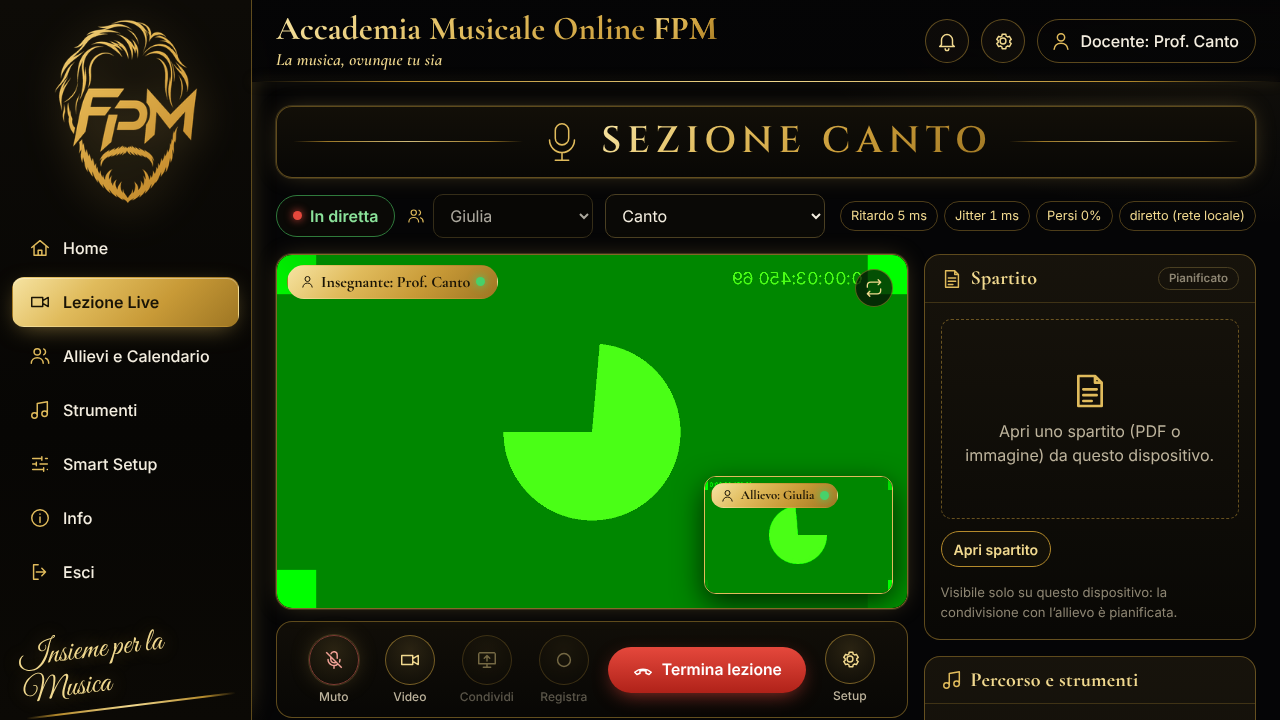 FPM
Home
Lezione Live
Allievi e Calendario
Strumenti
Smart Setup
Info
Esci
Insieme per la
Musica
Accademia Musicale Online FPM
La musica, ovunque tu sia
Docente: Prof. Canto
SEZIONE CANTO
In diretta
Giulia
Canto
Ritardo 5 ms
Jitter 1 ms
Persi 0%
diretto (rete locale)
Insegnante: Prof. Canto
Allievo: Giulia
Muto
Video
Condividi
Registra
Termina lezione
Setup
Spartito
Pianificato
Apri uno spartito (PDF o
immagine) da questo dispositivo.
Apri spartito
Visibile solo su questo dispositivo: la
condivisione con l’allievo è pianificata.
Percorso e strumenti